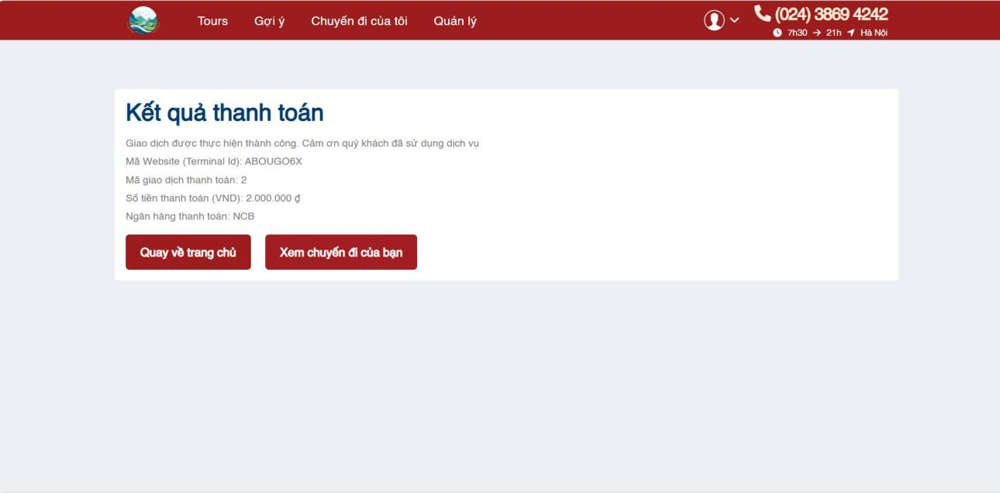 Tours Gợi ý Chuyến đi của tôi Quản lý
(024) 3869 4242
7h30 → 21h Hà Nội
Kết quả thanh toán
Giao dịch được thực hiện thành công. Cảm ơn quý khách đã sử dụng dịch vụ
Mã Website (Terminal Id): ABOUGO6X
Mã giao dịch thanh toán: 2
Số tiền thanh toán (VND): 2.000.000 ₫
Ngân hàng thanh toán: NCB
Quay về trang chủ Xem chuyến đi của bạn